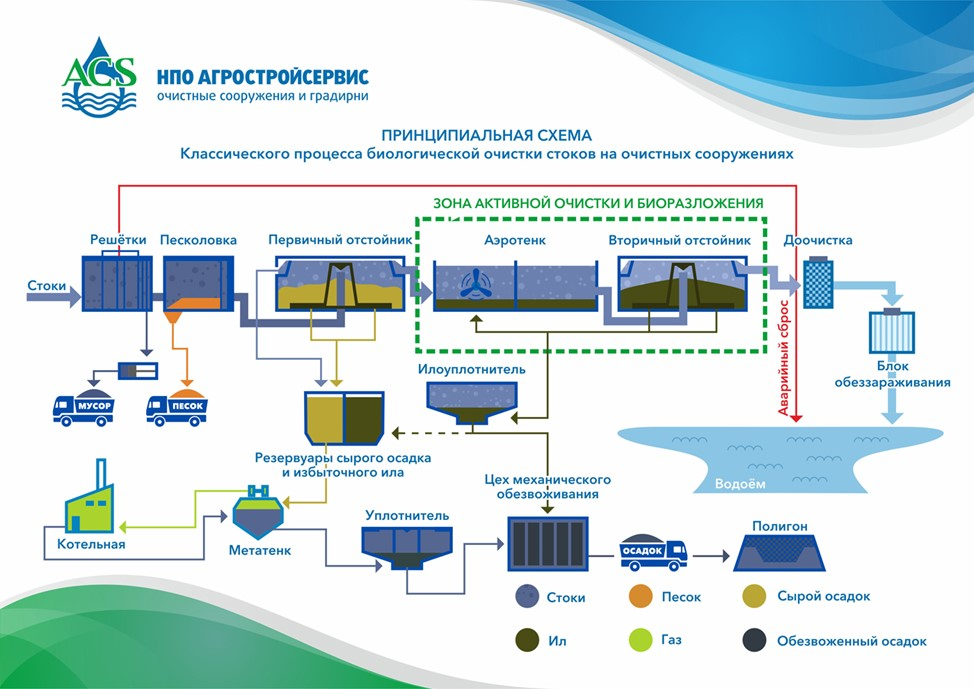 ACS
НПО АГРОСТРОЙСЕРВИС
очистные сооружения и градирни
ПРИНЦИПИАЛЬНАЯ СХЕМА
Классического процесса биологической очистки стоков на очистных сооружениях
ЗОНА АКТИВНОЙ ОЧИСТКИ И БИОРАЗЛОЖЕНИЯ
Решётки
Песколовка
Первичный отстойник
Аэротенк
Вторичный отстойник
Доочистка
Стоки
Аварийный сброс
Блок
обеззараживания
Илоуплотнитель
МУСОР
ПЕСОК
Резервуары сырого осадка
и избыточного ила
Цех механического
обезвоживания
Водоём
Котельная
Метатенк
Уплотнитель
ОСАДОК
Полигон
Стоки
Песок
Сырой осадок
Ил
Газ
Обезвоженный осадок